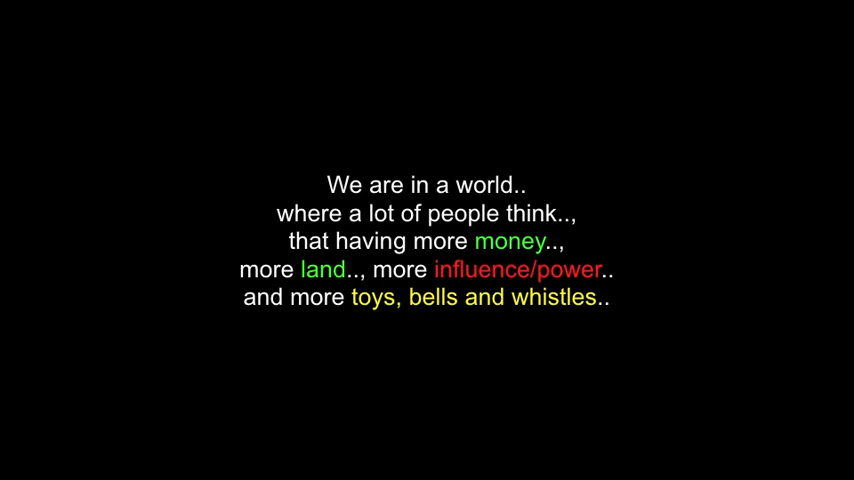 We are in a world..
where a lot of people think..,
that having more money..,
more land.., more influence/power..
and more toys, bells and whistles..